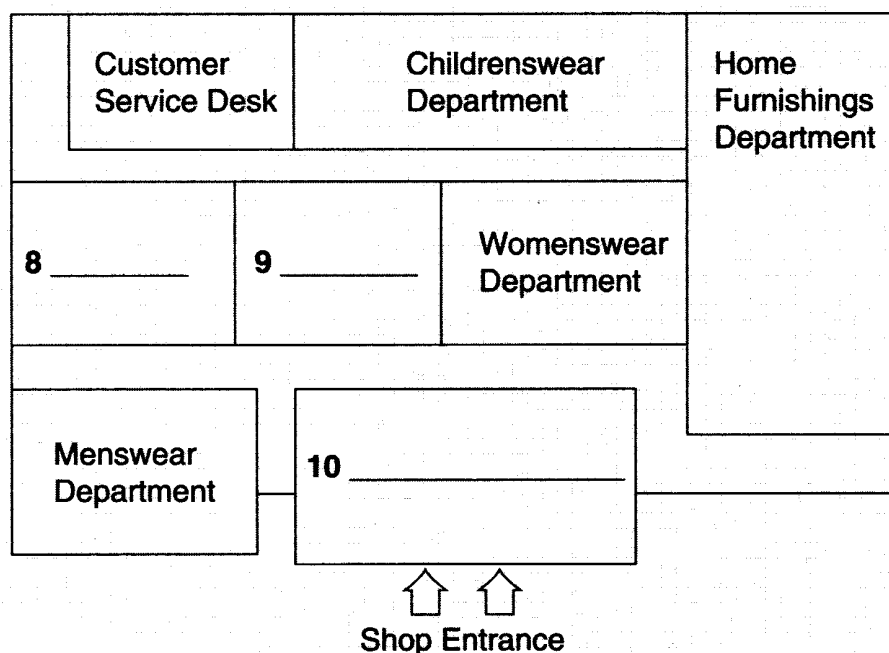 Customer
Service Desk
Childrenswear
Department
Home
Furnishings
Department
8 ________
9 ________
Womenswear
Department
Menswear
Department
10 ________________
Shop Entrance